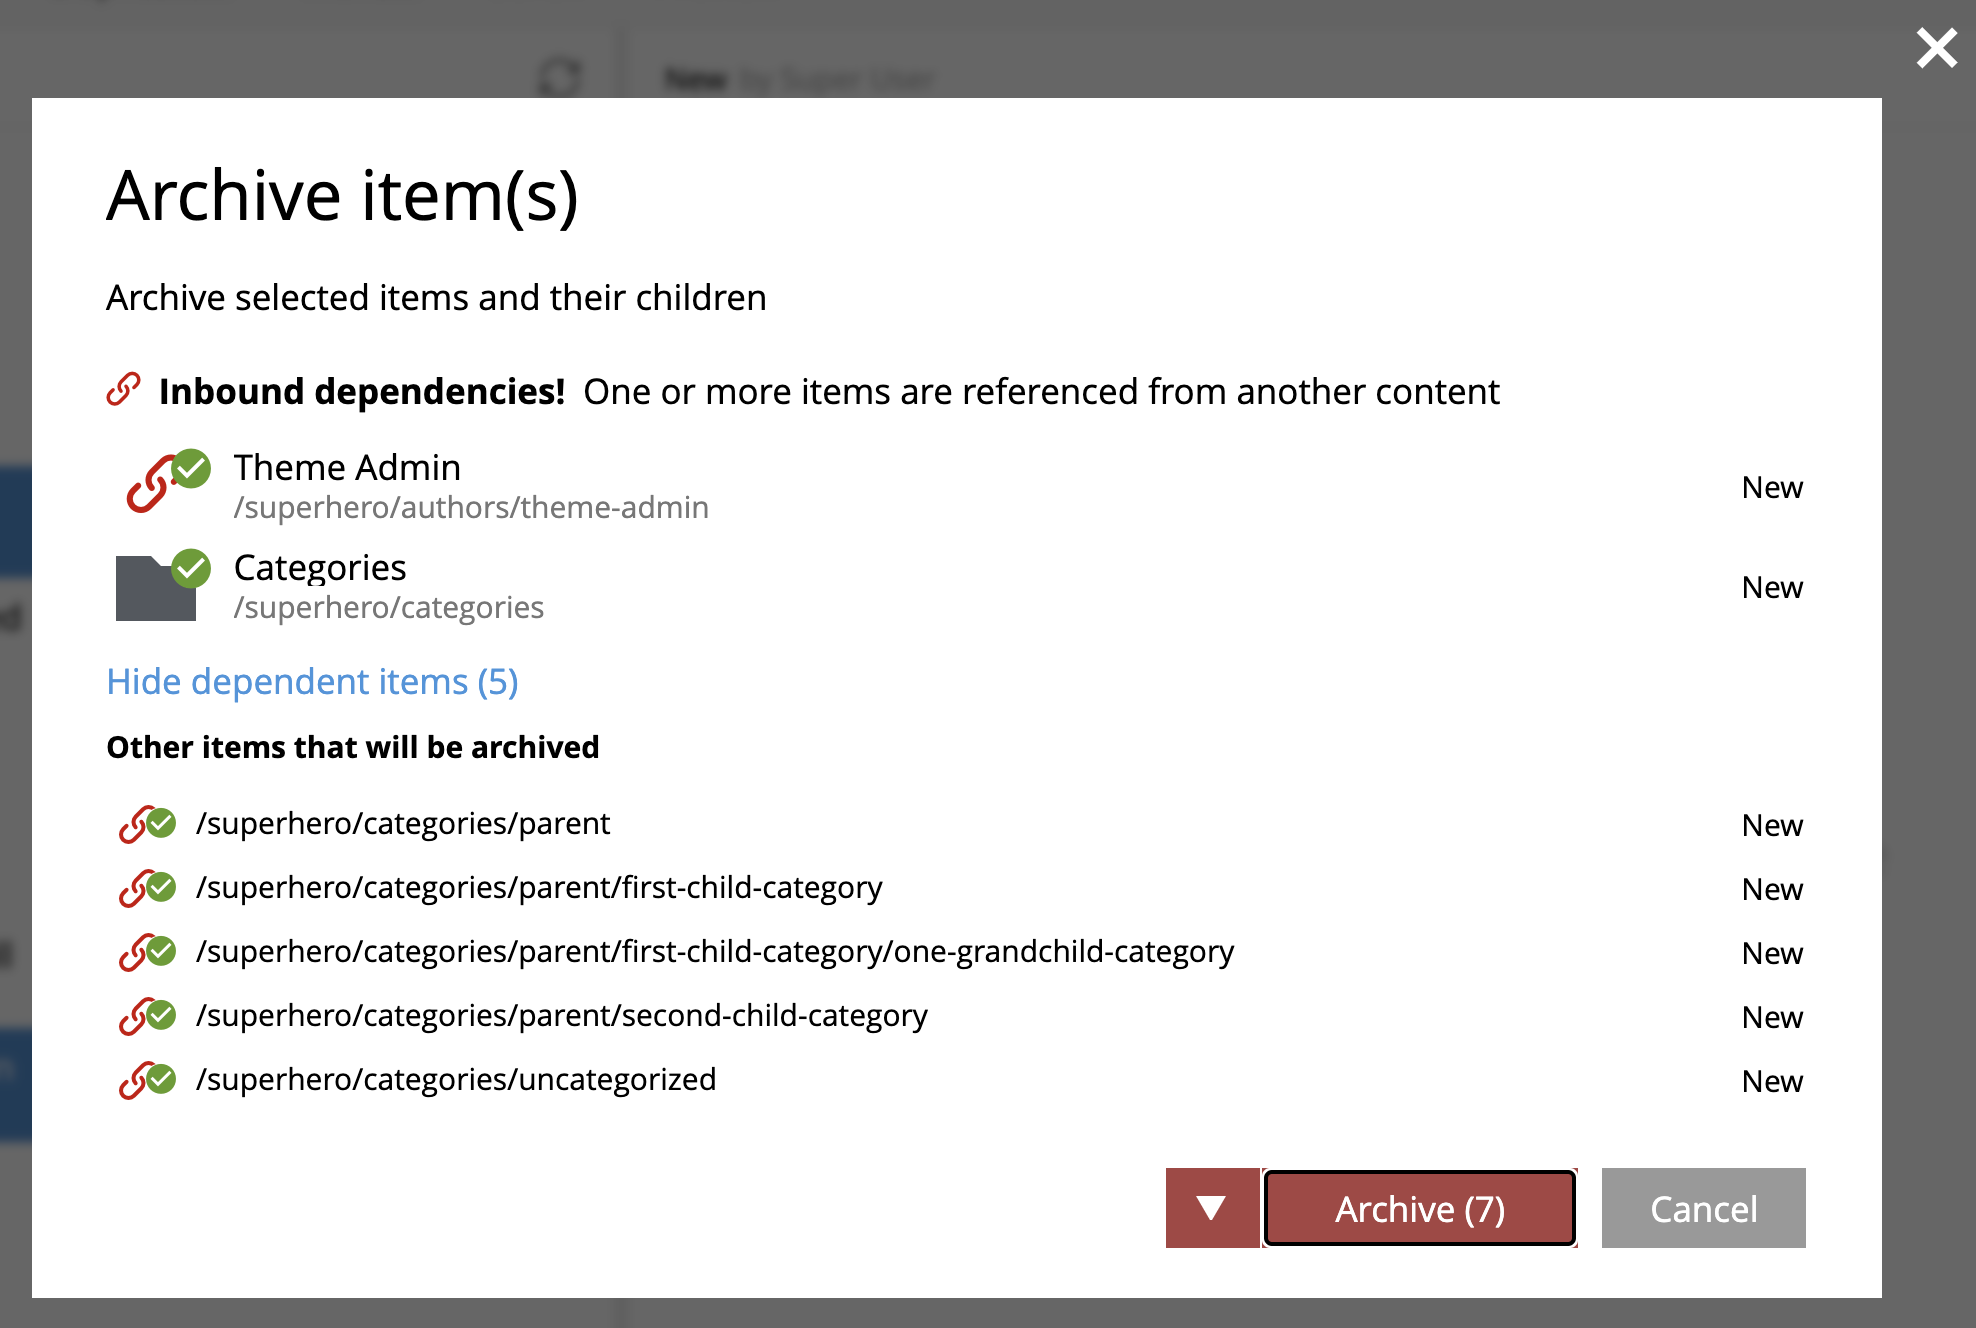 New by Super User
Archive item(s)
Archive selected items and their children
Inbound dependencies! One or more items are referenced from another content
Theme Admin
/superhero/authors/theme-admin
New
Categories
/superhero/categories
New
Hide dependent items (5)
Other items that will be archived
/superhero/categories/parent
New
/superhero/categories/parent/first-child-category
New
/superhero/categories/parent/first-child-category/one-grandchild-category
New
/superhero/categories/parent/second-child-category
New
/superhero/categories/uncategorized
New
Archive (7)
Cancel